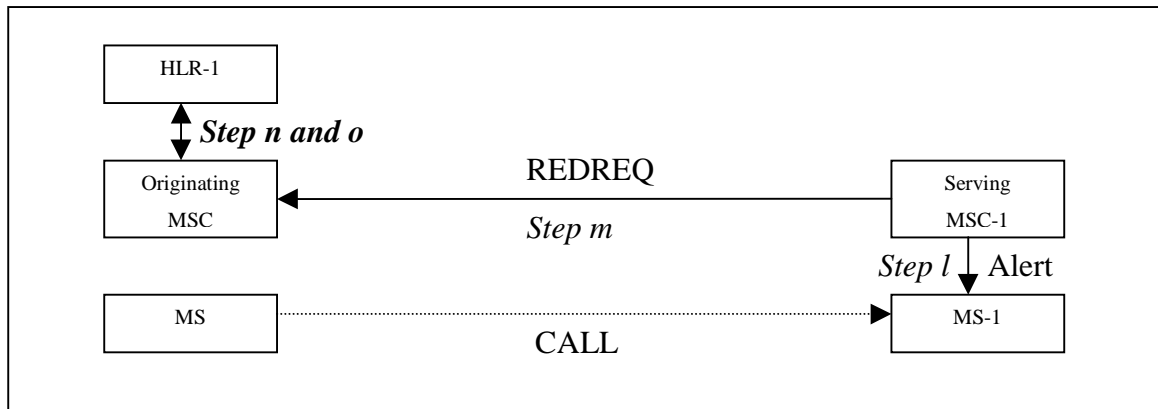 HLR-1
Step n and o
Originating
MSC
REDREQ
Step m
Serving
MSC-1
Step l
Alert
MS
CALL
MS-1